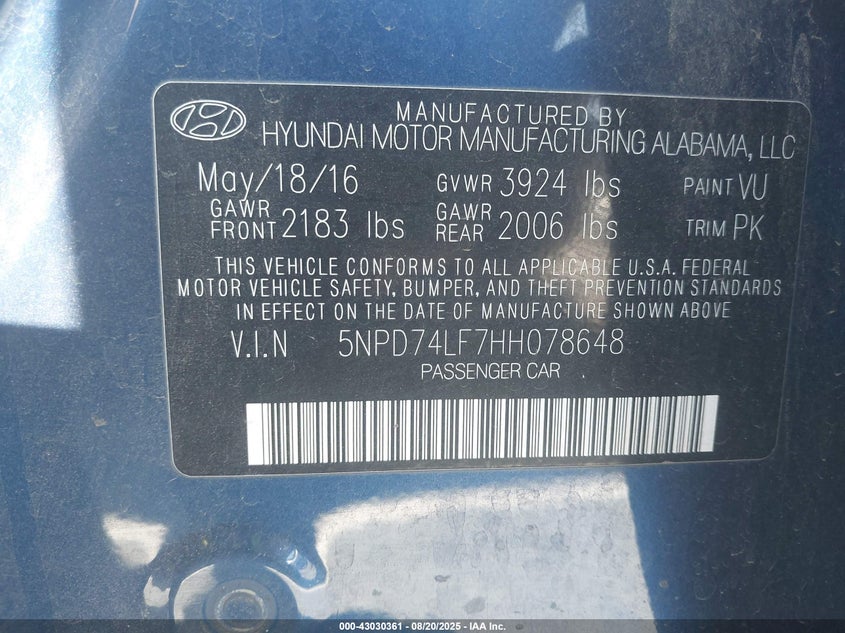 MANUFACTURED BY
HYUNDAI MOTOR MANUFACTURING ALABAMA, LLC
May/18/16 GVWR 3924 lbs PAINT VU
GAWR FRONT 2183 lbs GAWR REAR 2006 lbs TRIM PK
THIS VEHICLE CONFORMS TO ALL APPLICABLE U.S.A. FEDERAL
MOTOR VEHICLE SAFETY, BUMPER, AND THEFT PREVENTION STANDARDS
IN EFFECT ON THE DATE OF MANUFACTURE SHOWN ABOVE
V.I.N 5NPD74LF7HH078648
PASSENGER CAR
000-43030361 - 08/20/2025 - IAA Inc.